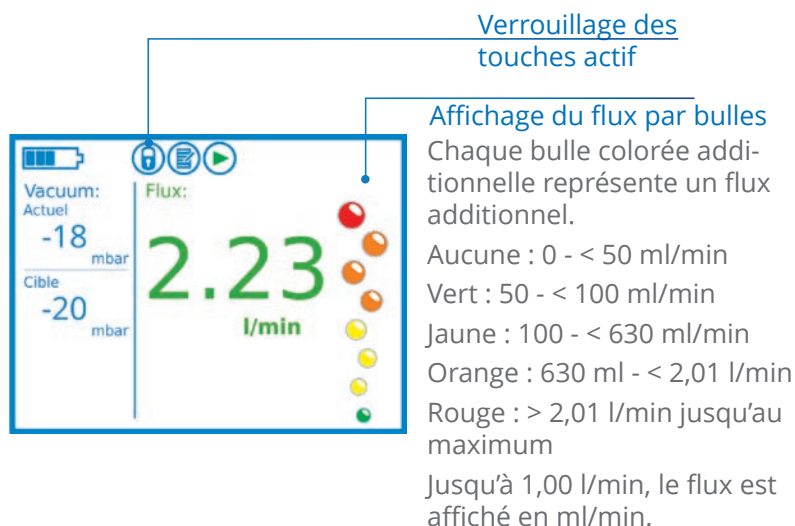 Verrouillage des
touches actif
Affichage du flux par bulles
Chaque bulle colorée addi-
tionnelle représente un flux
additionnel.
Aucune : 0 - < 50 ml/min
Vert : 50 - < 100 ml/min
Jaune : 100 - < 630 ml/min
Orange : 630 ml - < 2,01 l/min
Rouge : > 2,01 l/min jusqu’au
maximum
Jusqu’à 1,00 l/min, le flux est
affiché en ml/min.
Vacuum:
Actuel
-18
mbar
Cible
-20
mbar
Flux:
2.23
l/min